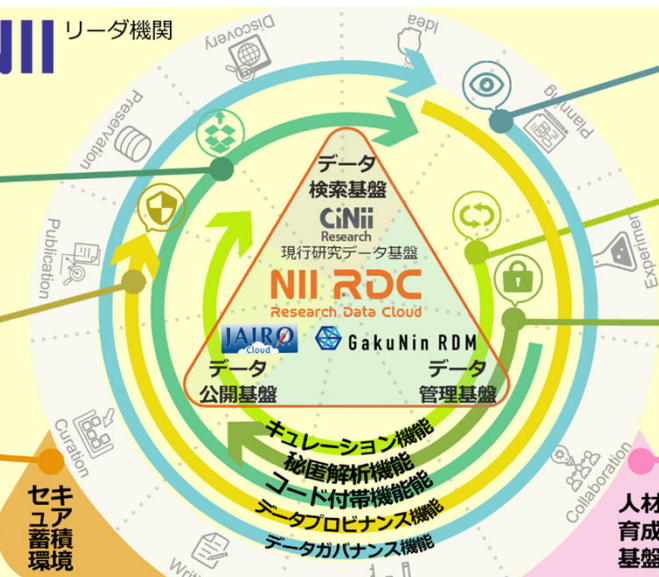 NII
リーダ機関
Discovery
Idea
Preservation
Planning
データ
検索基盤
CiNii
Research
Publication
現行研究データ基盤
Experimen
NII RDC
Research Data Cloud
JAIRO
Cloud
GakuNin RDM
データ
公開基盤
データ
管理基盤
キュレーション機能
秘匿解析機能
コード付帯機能能
データプロビナンス機能
データガバナンス機能
Curation
Collaboration
セキュア
蓄積環境
人材
育成
基盤
Writ